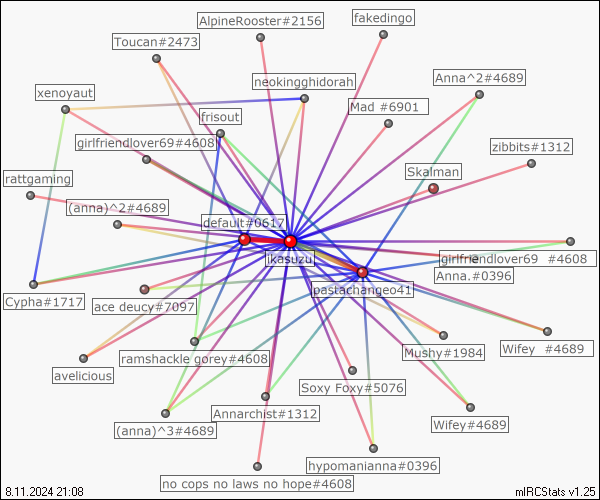 AlpineRooster#2156
fakedingo
Toucan#2473
neokingghidorah
Anna^2#4689
xenoyaut
Mad #6901
frisout
girlfriendlover69#4608
zibbits#1312
Skalman
rattgaming
(anna)^2#4689
default#0617
ikasuzu
girlfriendlover69 #4608
Anna.#0396
pastachangeo41
Cypha#1717
ace deucy#7097
Mushy#1984
Wifey #4689
ramshackle gorey#4608
avelicious
Soxy Foxy#5076
Annarchist#1312
Wifey#4689
(anna)^3#4689
hypomanianna#0396
no cops no laws no hope#4608
8.11.2024 21:08
mIRCStats v1.25